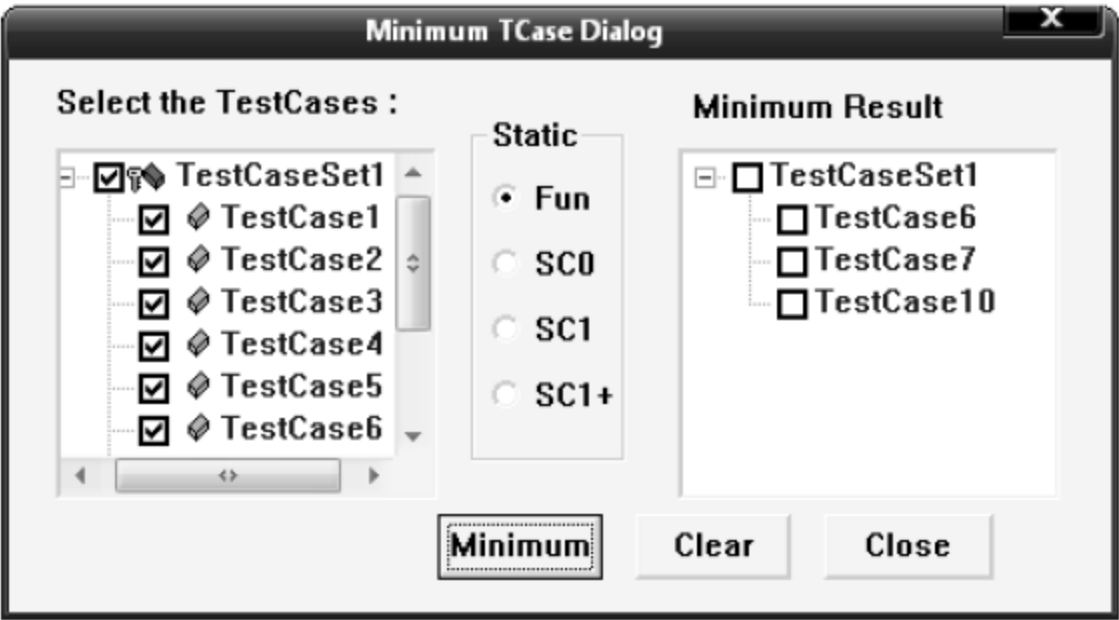 Minimum TCase Dialog
X
Select the TestCases :
TestCaseSet1
TestCase1
TestCase2
TestCase3
TestCase4
TestCase5
TestCase6
Static
Fun
SC0
SC1
SC1+
Minimum Result
TestCaseSet1
TestCase6
TestCase7
TestCase10
Minimum
Clear
Close